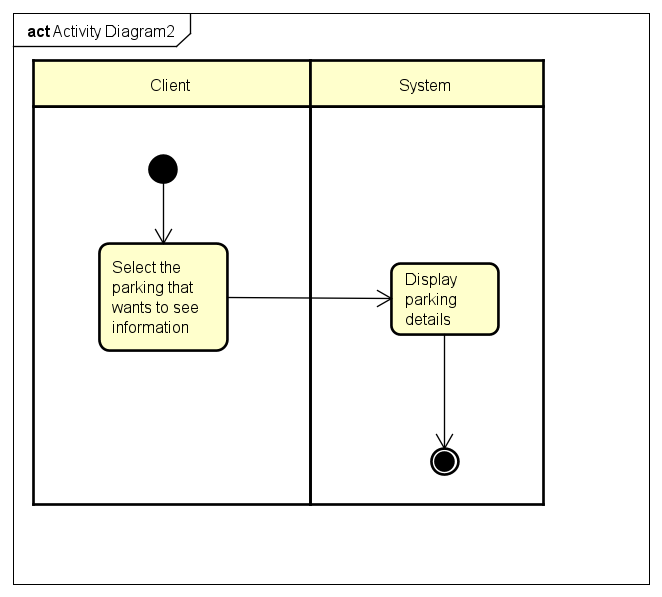 act Activity Diagram2
Client
System
Select the
parking that
wants to see
information
Display
parking
details